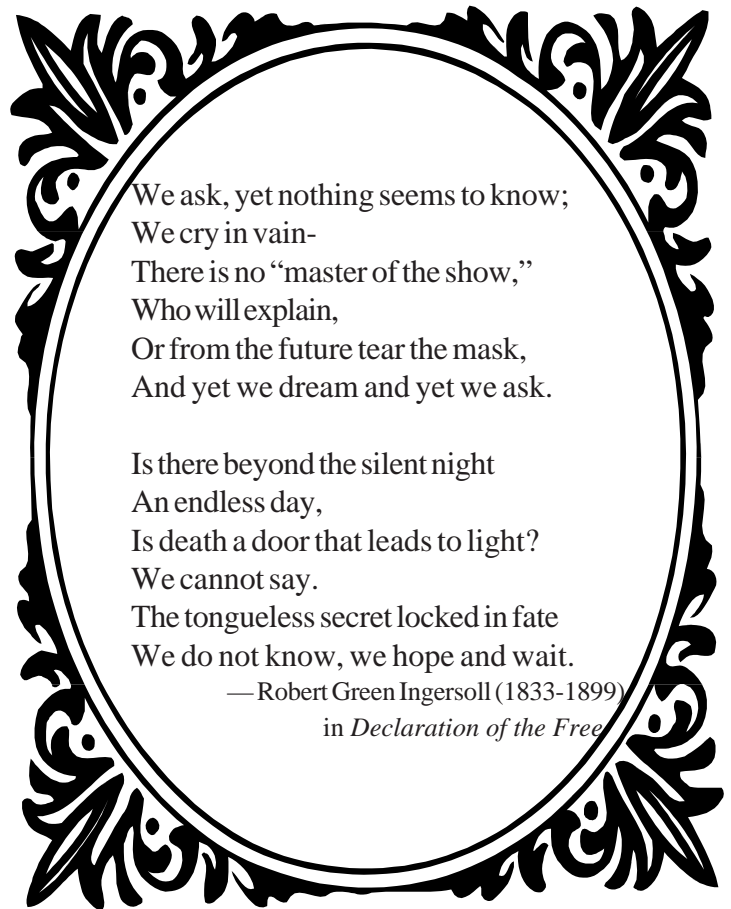 We ask, yet nothing seems to know;
We cry in vain-
There is no “master of the show,”
Who will explain,
Or from the future tear the mask,
And yet we dream and yet we ask.

Is there beyond the silent night
An endless day,
Is death a door that leads to light?
We cannot say.
The tongueless secret locked in fate
We do not know, we hope and wait.
— Robert Green Ingersoll (1833-1899)
in Declaration of the Free